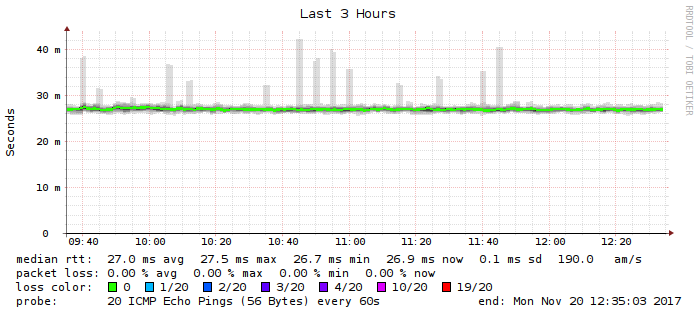 Last 3 Hours
RRDTOOL / TOBI OETIKER
Seconds
40 m
30 m
20 m
10 m
0
09:40 10:00 10:20 10:40 11:00 11:20 11:40 12:00 12:20
median rtt: 27.0 ms avg 27.5 ms max 26.7 ms min 26.9 ms now 0.1 ms sd 190.0 am/s
packet loss: 0.00 % avg 0.00 % max 0.00 % min 0.00 % now
loss color: 0 1/20 2/20 3/20 4/20 10/20 19/20
probe: 20 ICMP Echo Pings (56 Bytes) every 60s end: Mon Nov 20 12:35:03 2017